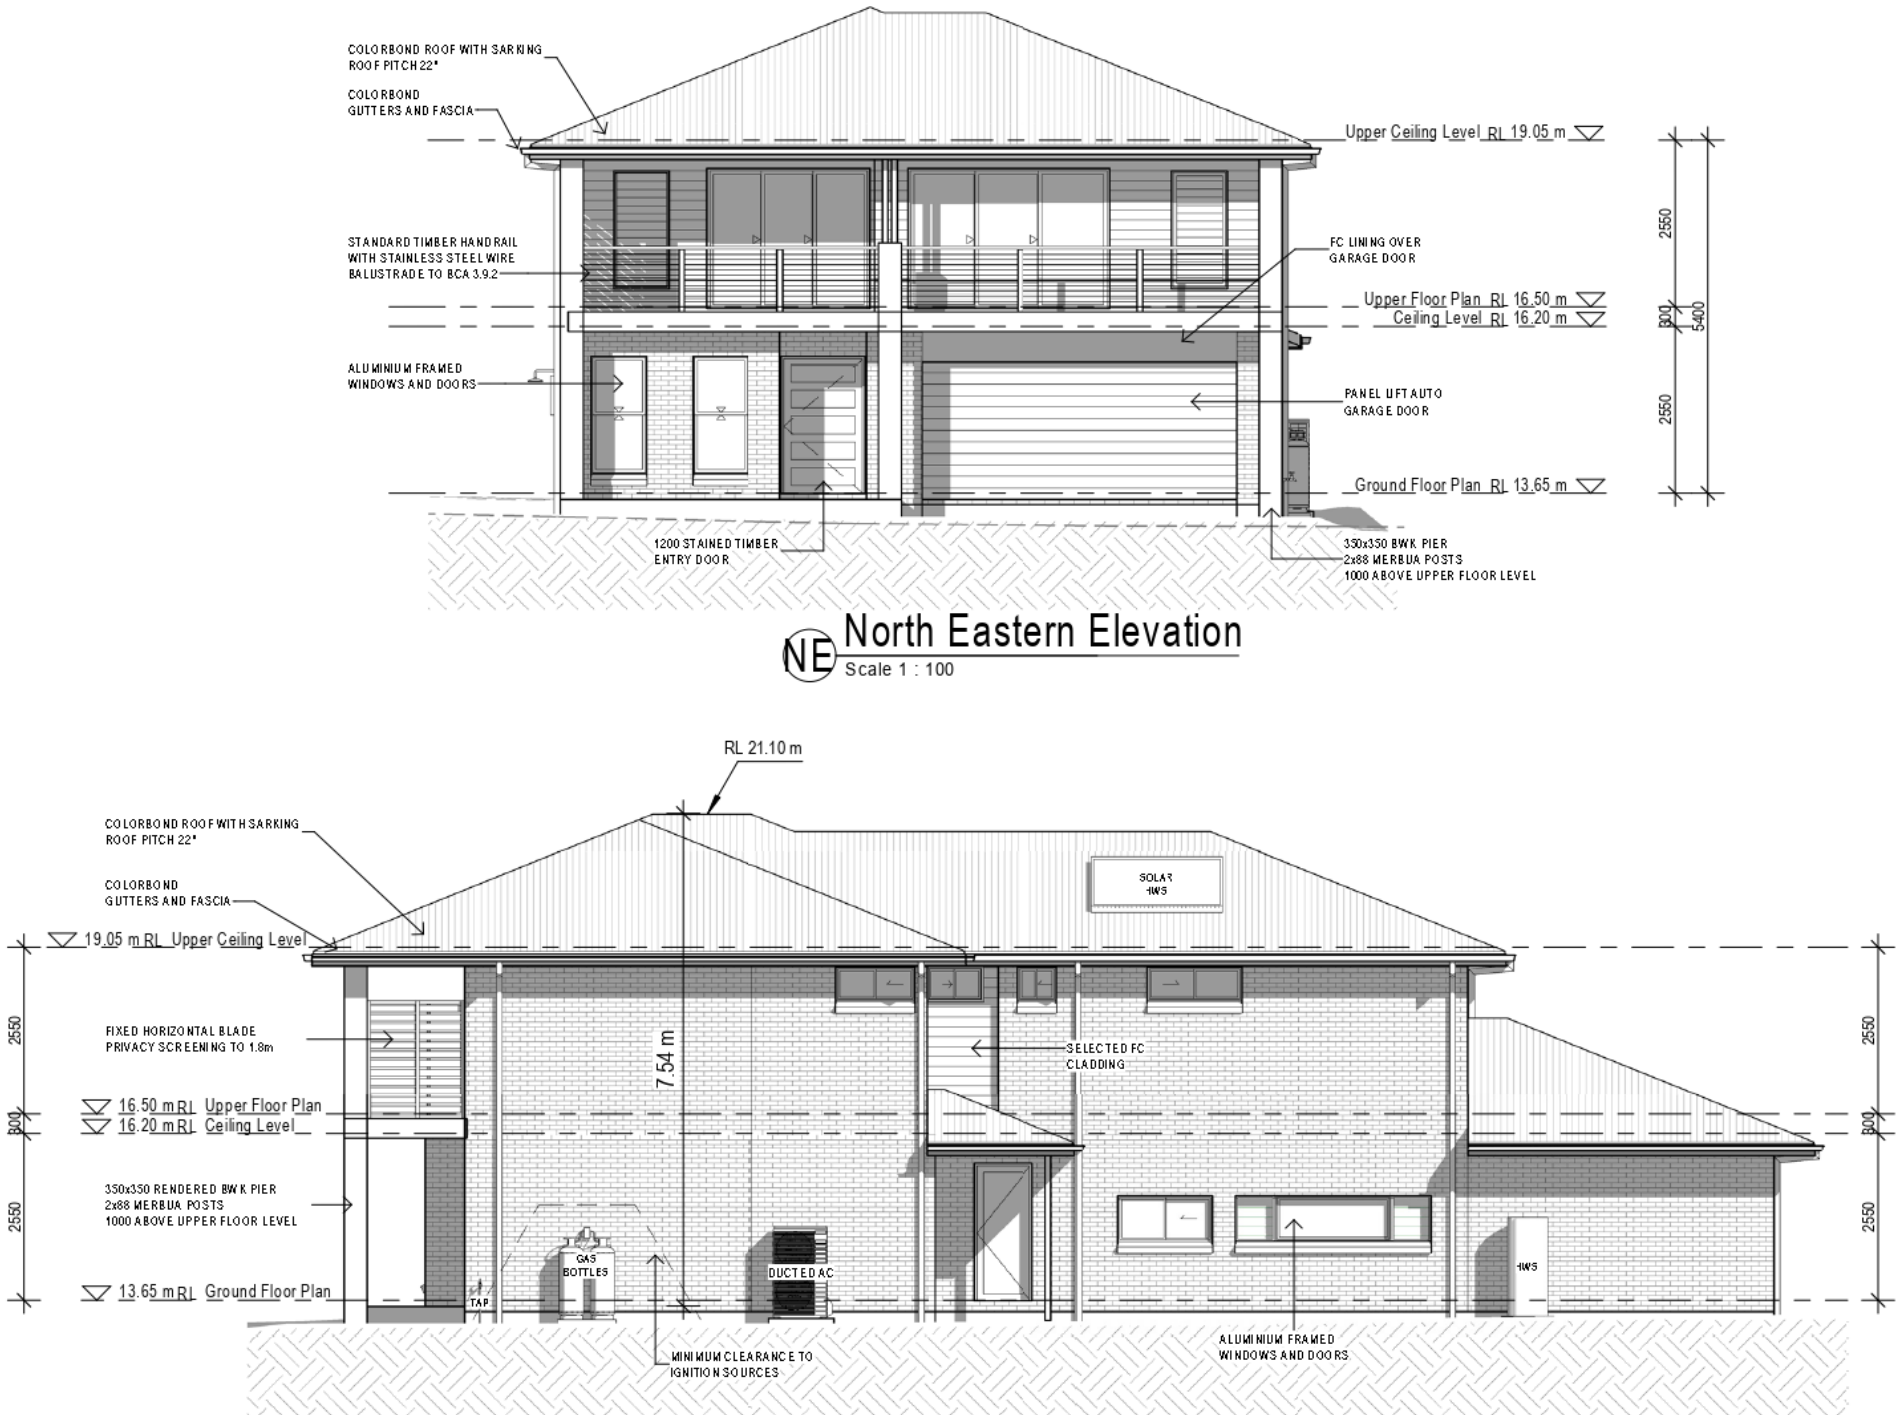 COLORBOND ROOF WITH SARKING
ROOF PITCH 22°
COLORBOND
GUTTERS AND FASCIA
Upper Ceiling Level RL 19.05 m
STANDARD TIMBER HANDRAIL
WITH STAINLESS STEEL WIRE
BALUSTRADE TO BCA 3.9.2
FC LINING OVER
GARAGE DOOR
2550
Upper Floor Plan RL 16.50 m
Ceiling Level RL 16.20 m
300
5400
ALUMINIUM FRAMED
WINDOWS AND DOORS
PANEL LIFT AUTO
GARAGE DOOR
2550
Ground Floor Plan RL 13.65 m
1200 STAINED TIMBER
ENTRY DOOR
350x350 BWK PIER
2x88 MERBUA POSTS
1000 ABOVE UPPER FLOOR LEVEL
NE
North Eastern Elevation
Scale 1 : 100
RL 21.10 m
COLORBOND ROOF WITH SARKING
ROOF PITCH 22°
COLORBOND
GUTTERS AND FASCIA
SOLAR
HWS
19.05 m RL Upper Ceiling Level
2550
FIXED HORIZONTAL BLADE
PRIVACY SCREENING TO 1.8m
7.54 m
SELECTED FC
CLADDING
2550
16.50 m RL Upper Floor Plan
16.20 m RL Ceiling Level
300
300
350x350 RENDERED BWK PIER
2x88 MERBUA POSTS
1000 ABOVE UPPER FLOOR LEVEL
2550
2550
GAS
BOTTLES
DUCTED AC
HWS
13.65 m RL Ground Floor Plan
TAP
MINIMUM CLEARANCE TO
IGNITION SOURCES
ALUMINIUM FRAMED
WINDOWS AND DOORS